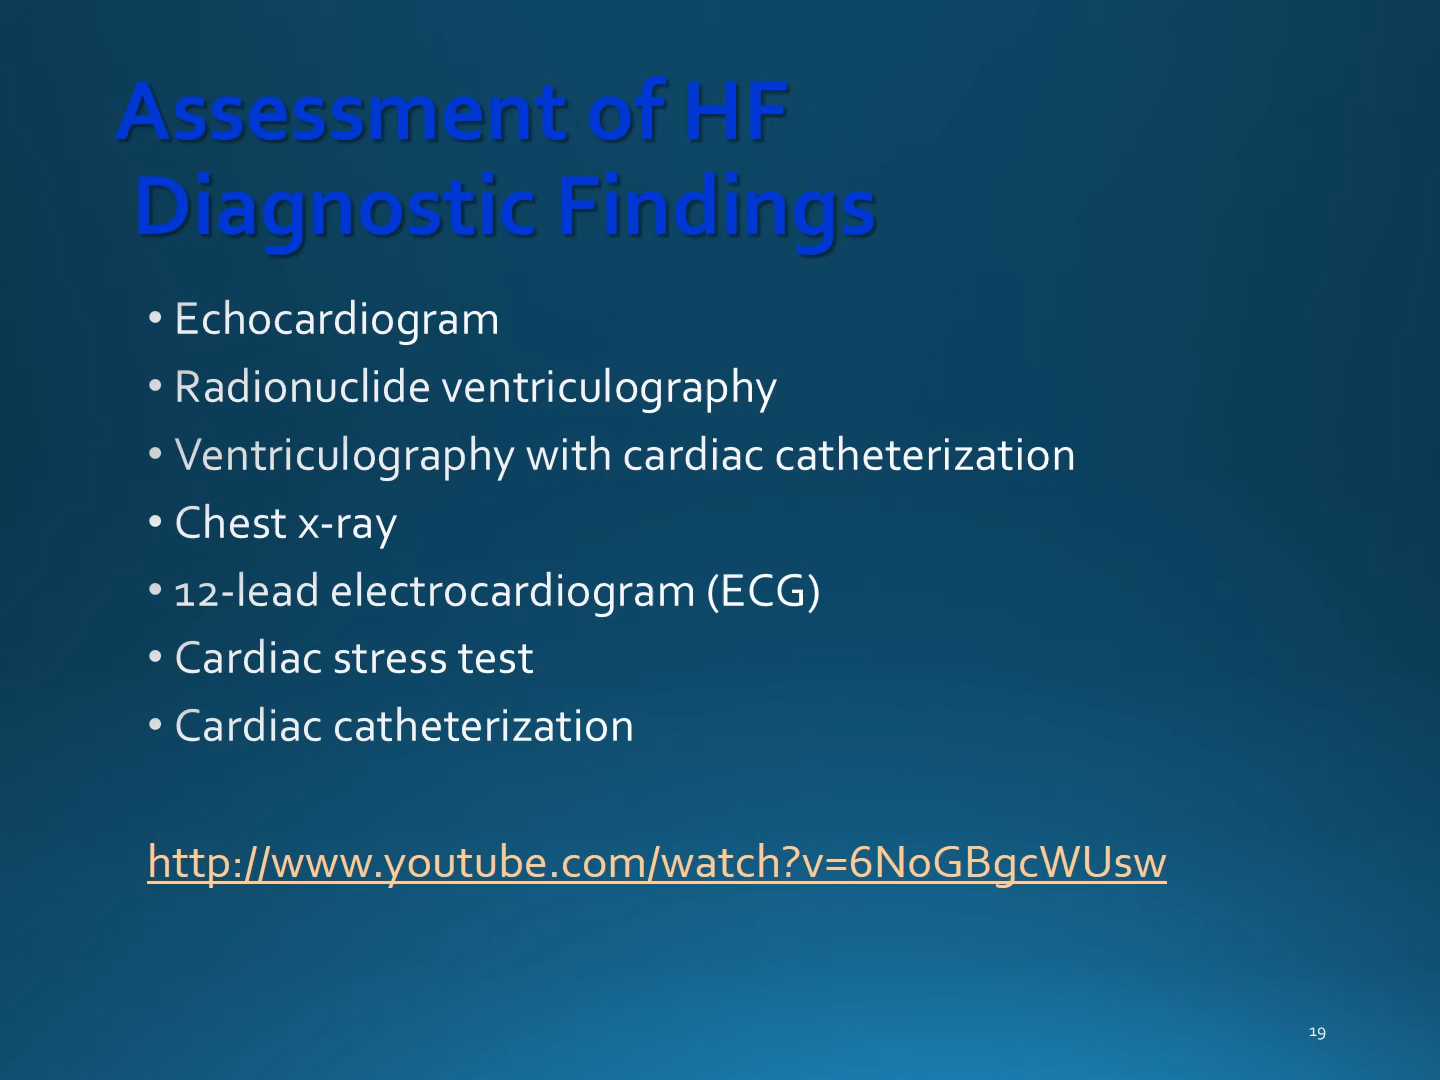 Assessment of HF
Diagnostic Findings
• Echocardiogram
• Radionuclide ventriculography
• Ventriculography with cardiac catheterization
• Chest x-ray
• 12-lead electrocardiogram (ECG)
• Cardiac stress test
• Cardiac catheterization
http://www.youtube.com/watch?v=6NoGBgcWUsw
19